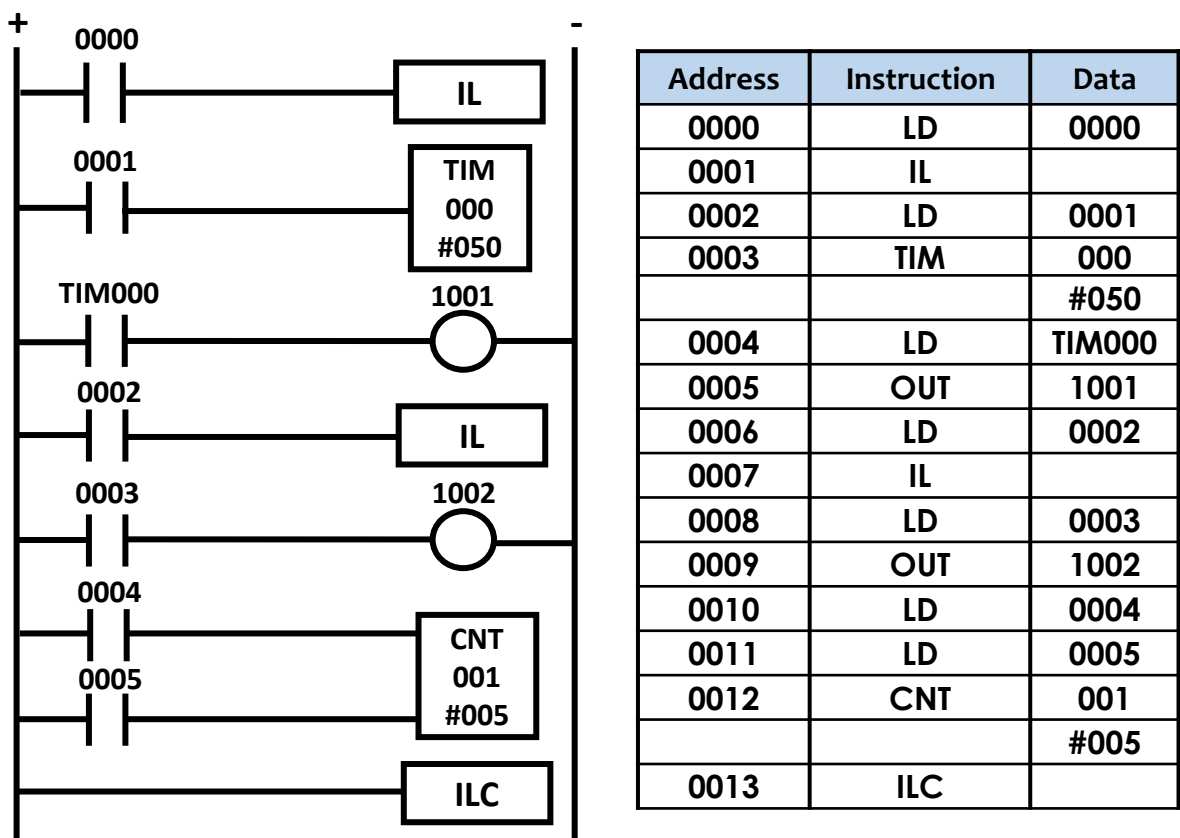 + -
0000
IL
0001
TIM
000
#050
TIM000
1001
0002
IL
0003
1002
0004
CNT
001
#005
0005
ILC
Address Instruction Data
0000 LD 0000
0001 IL
0002 LD 0001
0003 TIM 000
#050
0004 LD TIM000
0005 OUT 1001
0006 LD 0002
0007 IL
0008 LD 0003
0009 OUT 1002
0010 LD 0004
0011 LD 0005
0012 CNT 001
#005
0013 ILC